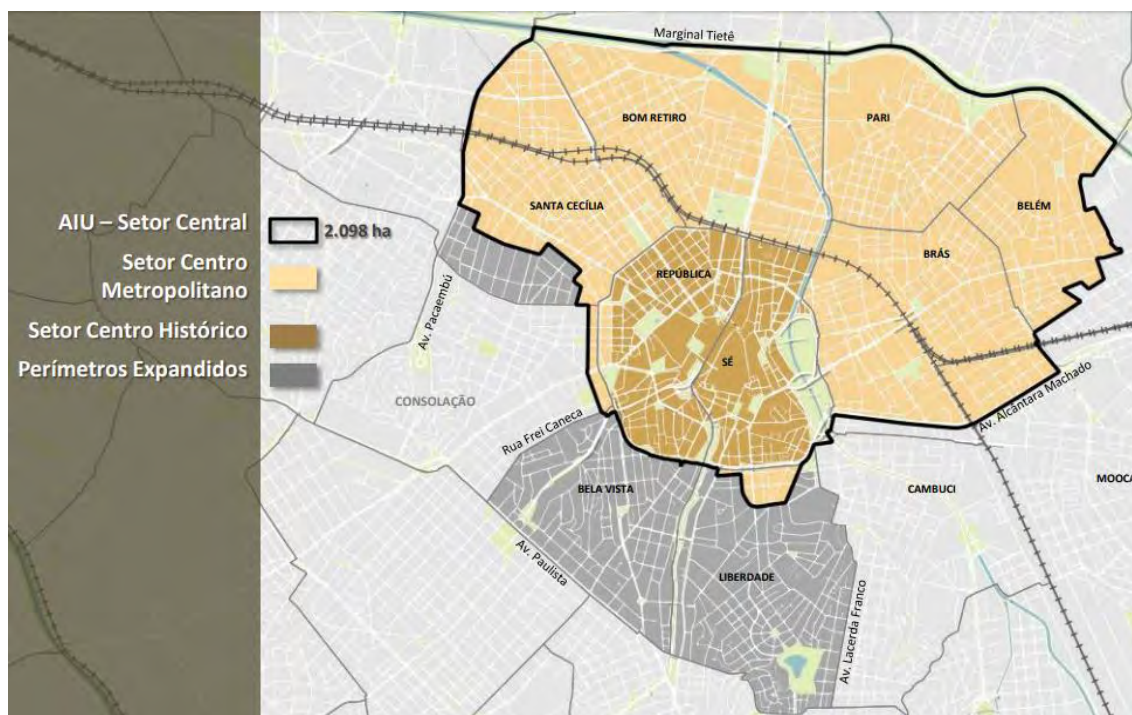 Marginal Tietê
BOM RETIRO
PARI
SANTA CECÍLIA
BELÉM
AIU – Setor Central
2.098 ha
Setor Centro
Metropolitano
BRÁS
REPÚBLICA
Setor Centro Histórico
Av. Pacaembú
SÉ
Perímetros Expandidos
CONSOLAÇÃO
Av. Alcântara Machado
Rua Frei Caneca
BELA VISTA
CAMBUCI
MOOCA
Av. Paulista
LIBERDADE
Av. Lacerda Franco